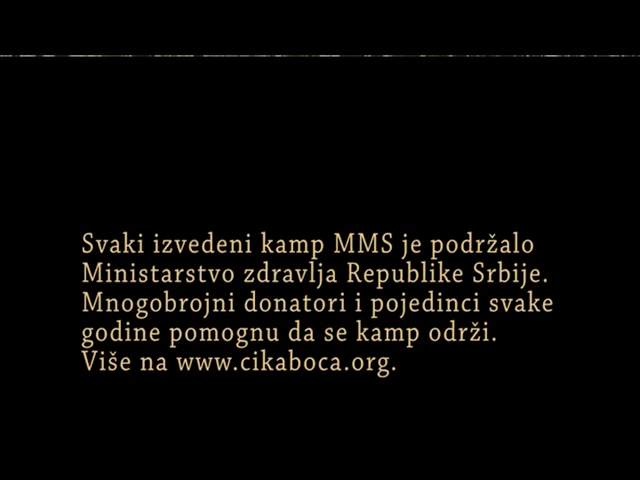 Svaki izvedeni kamp MMS je podržalo
Ministarstvo zdravlja Republike Srbije.
Mnogobrojni donatori i pojedinci svake
godine pomognu da se kamp održi.
Više na www.cikaboca.org.